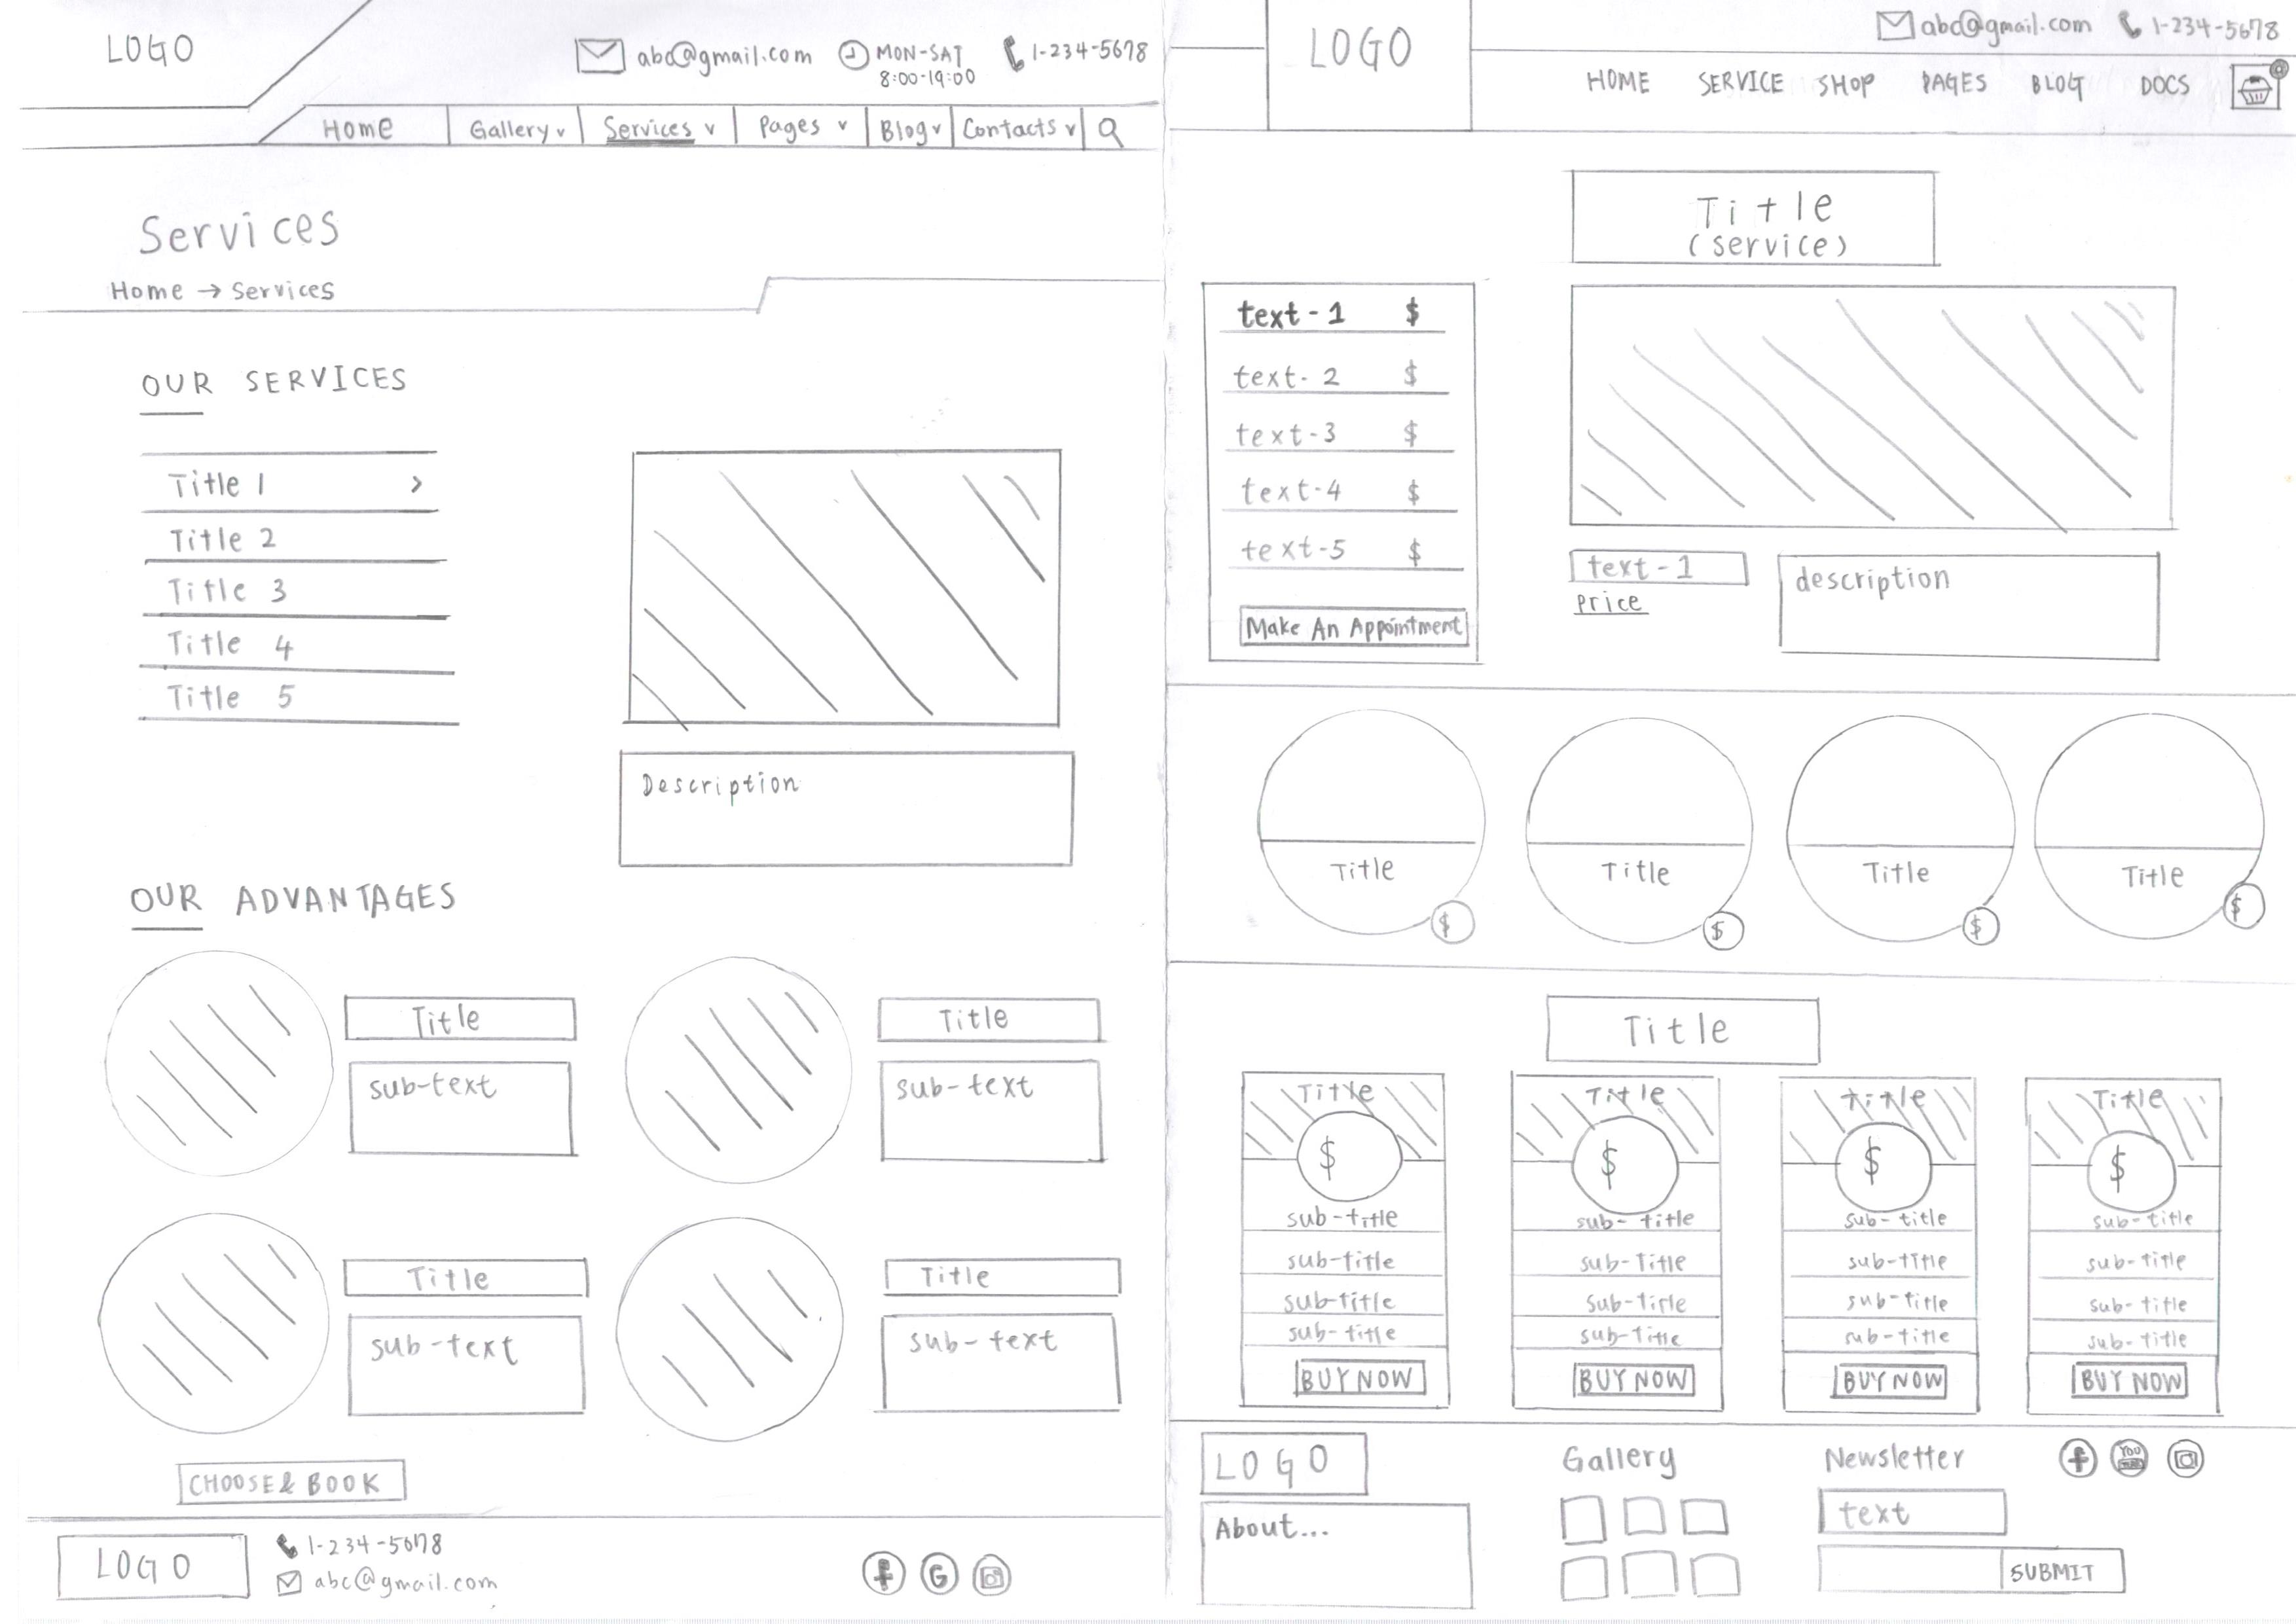 LOGO
abc@gmail.com
MON-SAT
8:00-19:00
1-234-5678
Home
Gallery
Services
Pages
Blog
Contacts
Services
Home → Services
OUR SERVICES
Title 1 >
Title 2
Title 3
Title 4
Title 5
Description
OUR ADVANTAGES
Title
sub-text
Title
sub-text
Title
sub-text
Title
sub-text
CHOOSE & BOOK
LOGO
1-234-5678
abc@gmail.com
f
G
LOGO
abc@gmail.com
1-234-5678
HOME SERVICE SHOP PAGES BLOG DOCS
Title
(service)
text-1 $
text-2 $
text-3 $
text-4 $
text-5 $
Make An Appointment
text-1
price
description
Title
$
Title
$
Title
$
Title
$
Title
Title
$
sub-title
sub-title
sub-title
sub-title
BUY NOW
Title
$
sub-title
sub-title
sub-title
sub-title
BUY NOW
Title
$
sub-title
sub-title
sub-title
sub-title
BUY NOW
Title
$
sub-title
sub-title
sub-title
sub-title
BUY NOW
LOGO
About...
Gallery
Newsletter
text
SUBMIT
f
You